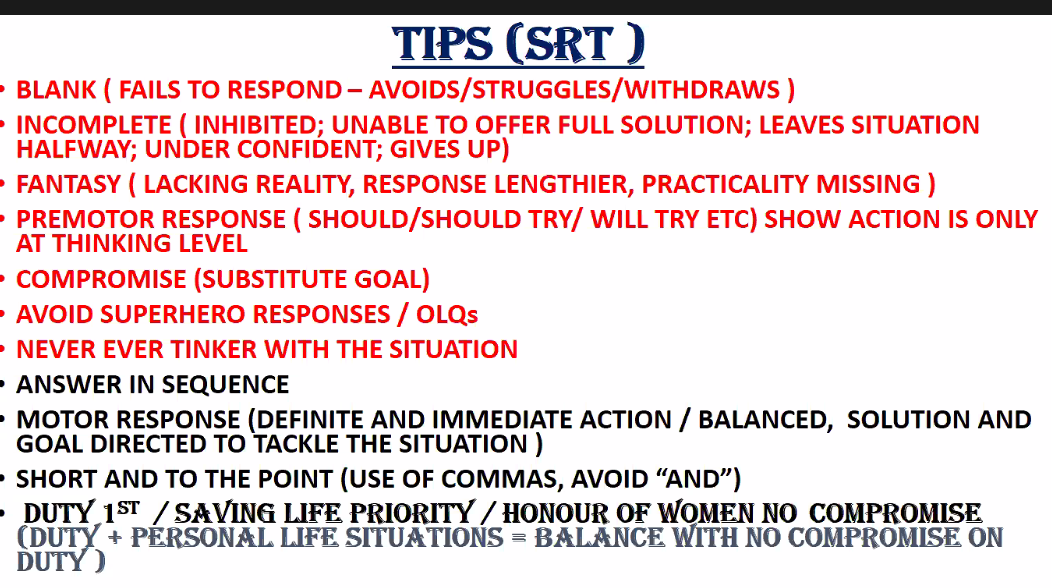 TIPS (SRT )
• BLANK ( FAILS TO RESPOND – AVOIDS/STRUGGLES/WITHDRAWS )
• INCOMPLETE ( INHIBITED; UNABLE TO OFFER FULL SOLUTION; LEAVES SITUATION
HALFWAY; UNDER CONFIDENT; GIVES UP)
• FANTASY ( LACKING REALITY, RESPONSE LENGTHIER, PRACTICALITY MISSING )
• PREMOTOR RESPONSE ( SHOULD/SHOULD TRY/ WILL TRY ETC) SHOW ACTION IS ONLY
AT THINKING LEVEL
• COMPROMISE (SUBSTITUTE GOAL)
• AVOID SUPERHERO RESPONSES / OLQs
• NEVER EVER TINKER WITH THE SITUATION
• ANSWER IN SEQUENCE
• MOTOR RESPONSE (DEFINITE AND IMMEDIATE ACTION / BALANCED, SOLUTION AND
GOAL DIRECTED TO TACKLE THE SITUATION )
• SHORT AND TO THE POINT (USE OF COMMAS, AVOID “AND”)
• DUTY 1ST / SAVING LIFE PRIORITY / HONOUR OF WOMEN NO COMPROMISE
(DUTY + PERSONAL LIFE SITUATIONS = BALANCE WITH NO COMPROMISE ON
DUTY )